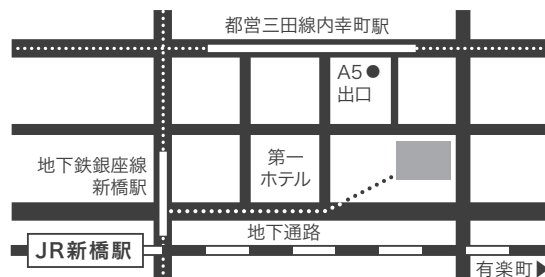 都営三田線内幸町駅
A5
出口
地下鉄銀座線
新橋駅
第一
ホテル
地下通路
JR新橋駅
有楽町